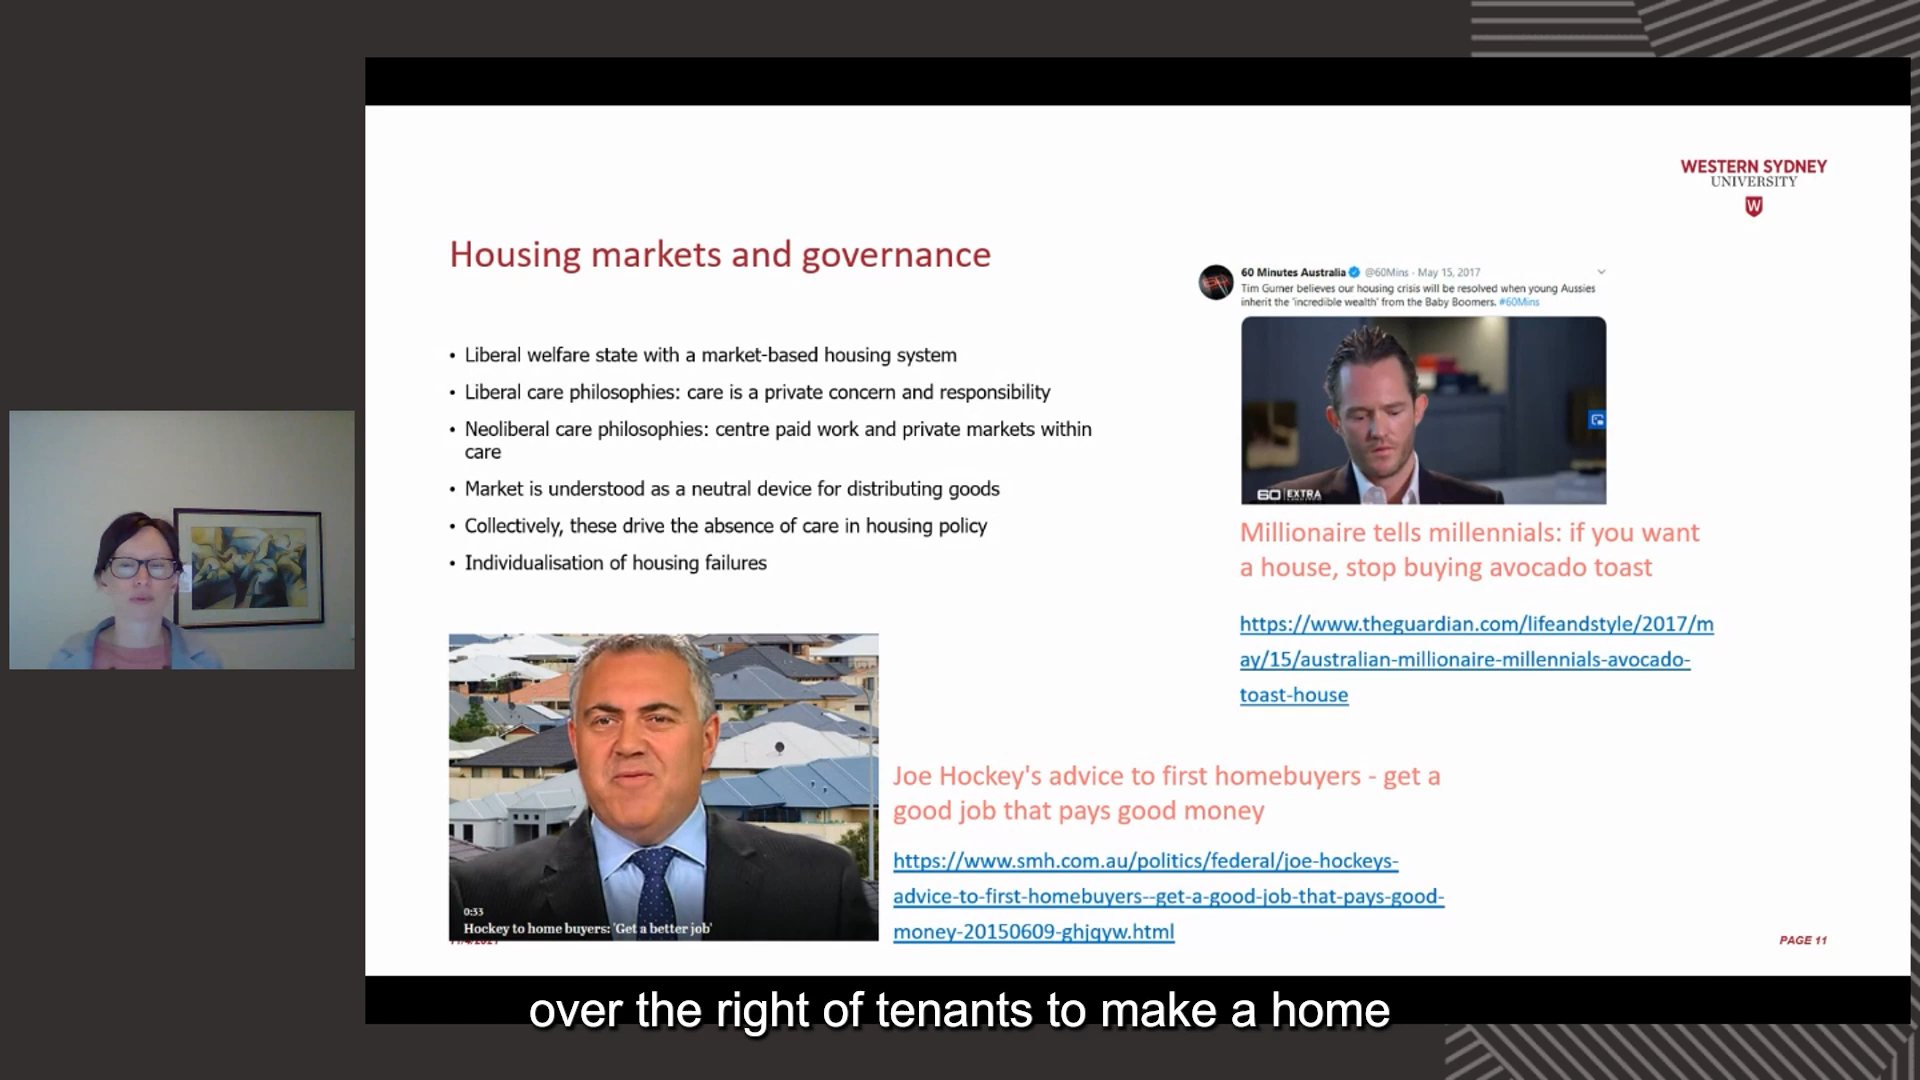 WESTERN SYDNEY
UNIVERSITY
W
Housing markets and governance
60 Minutes Australia @60Mins · May 15, 2017
Tim Gurner believes our housing crisis will be resolved when young Aussies
inherit the 'incredible wealth' from the Baby Boomers. #60Mins
• Liberal welfare state with a market-based housing system
• Liberal care philosophies: care is a private concern and responsibility
• Neoliberal care philosophies: centre paid work and private markets within
care
• Market is understood as a neutral device for distributing goods
• Collectively, these drive the absence of care in housing policy
• Individualisation of housing failures
60 EXTRA
Millionaire tells millennials: if you want
a house, stop buying avocado toast
https://www.theguardian.com/lifeandstyle/2017/m
ay/15/australian-millionaire-millennials-avocado-
toast-house
0:33
Hockey to home buyers: 'Get a better job'
Joe Hockey's advice to first homebuyers - get a
good job that pays good money
https://www.smh.com.au/politics/federal/joe-hockeys-
advice-to-first-homebuyers--get-a-good-job-that-pays-good-
money-20150609-ghjqyw.html
PAGE 11
over the right of tenants to make a home